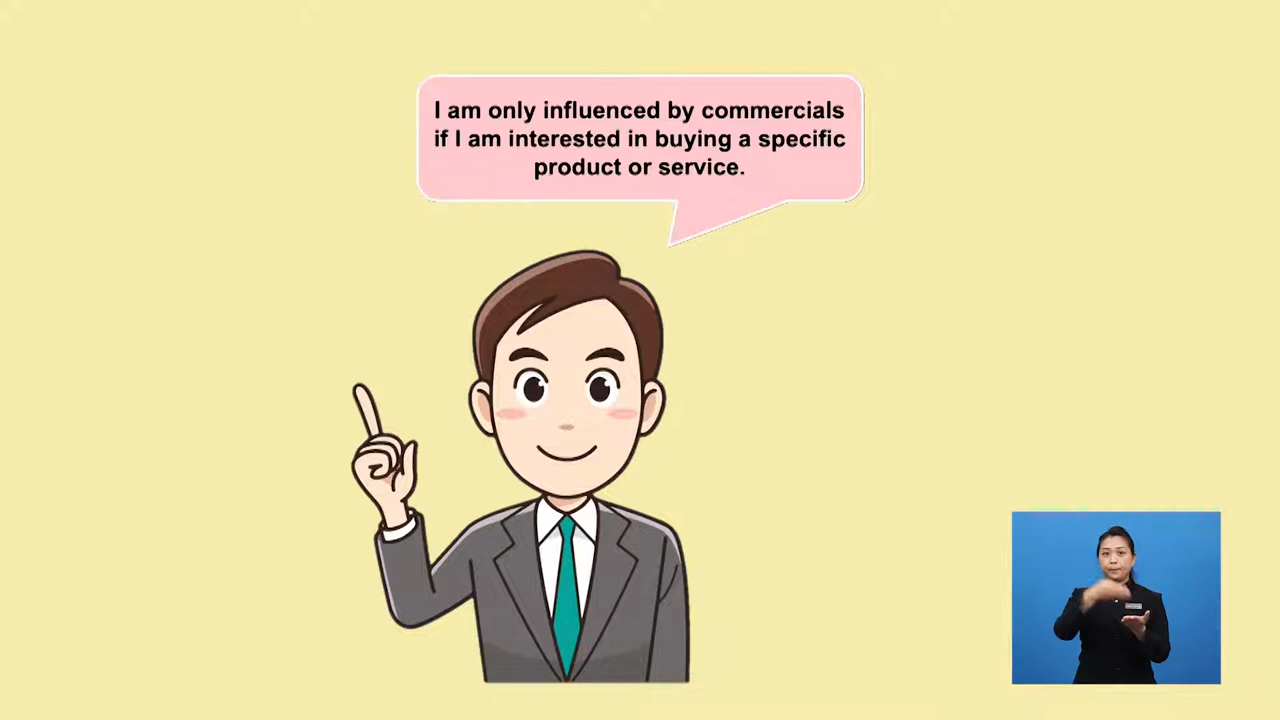 I am only influenced by commercials
if I am interested in buying a specific
product or service.